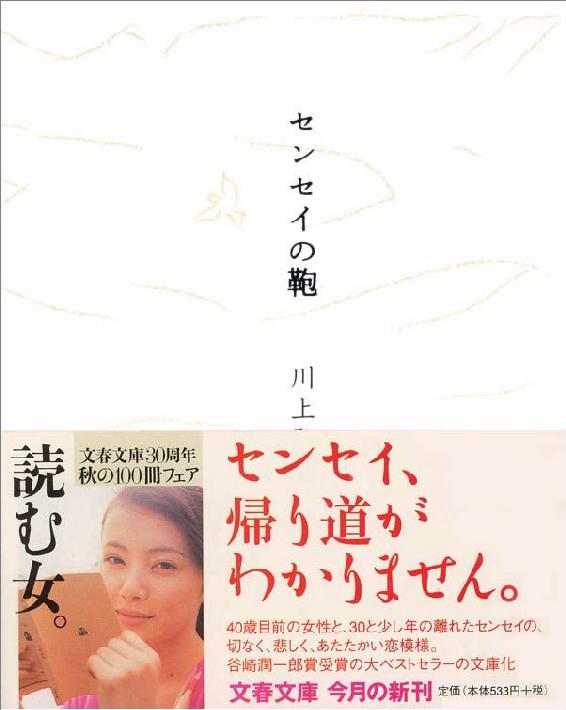 センセイの鞄
川上
読む女。
文春文庫30周年
秋の100冊フェア
センセイ、
帰り道が
わかりません。
40歳目前の女性と、30と少し年の離れたセンセイの、
切なく、悲しく、あたたかい恋模様。
谷崎潤一郎賞受賞の大ベストセラーの文庫化
文春文庫 今月の新刊
定価(本体533円+税)